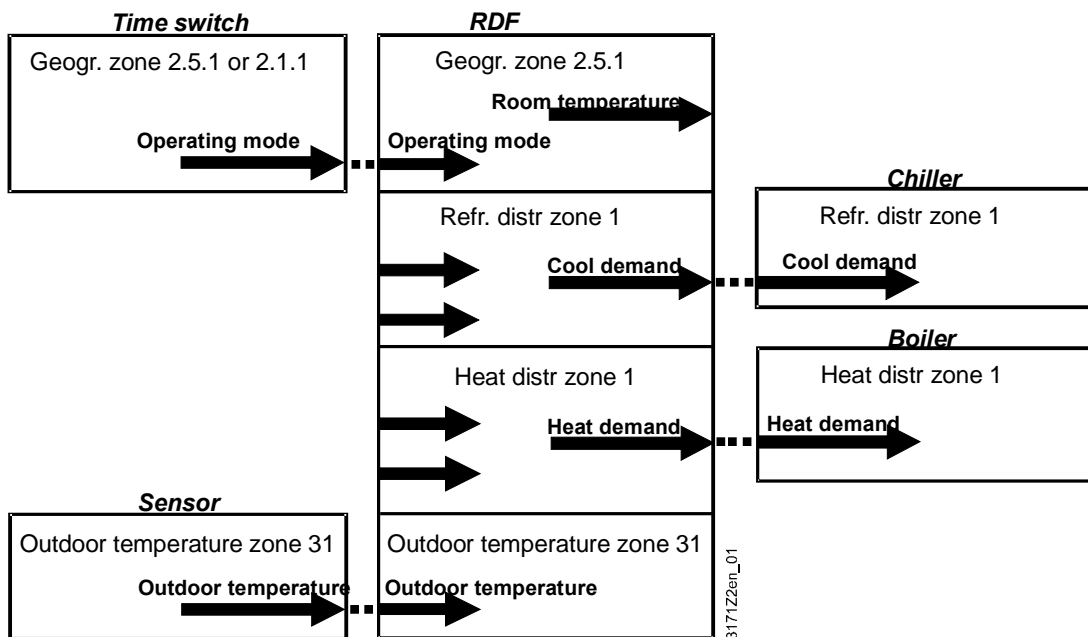 Time switch
Geogr. zone 2.5.1 or 2.1.1
Operating mode
RDF
Geogr. zone 2.5.1
Room temperature
Operating mode
Refr. distr zone 1
Cool demand
Chiller
Refr. distr zone 1
Cool demand
Heat distr zone 1
Heat demand
Boiler
Heat distr zone 1
Heat demand
Sensor
Outdoor temperature zone 31
Outdoor temperature
Outdoor temperature zone 31
Outdoor temperature
3171Z2en_01